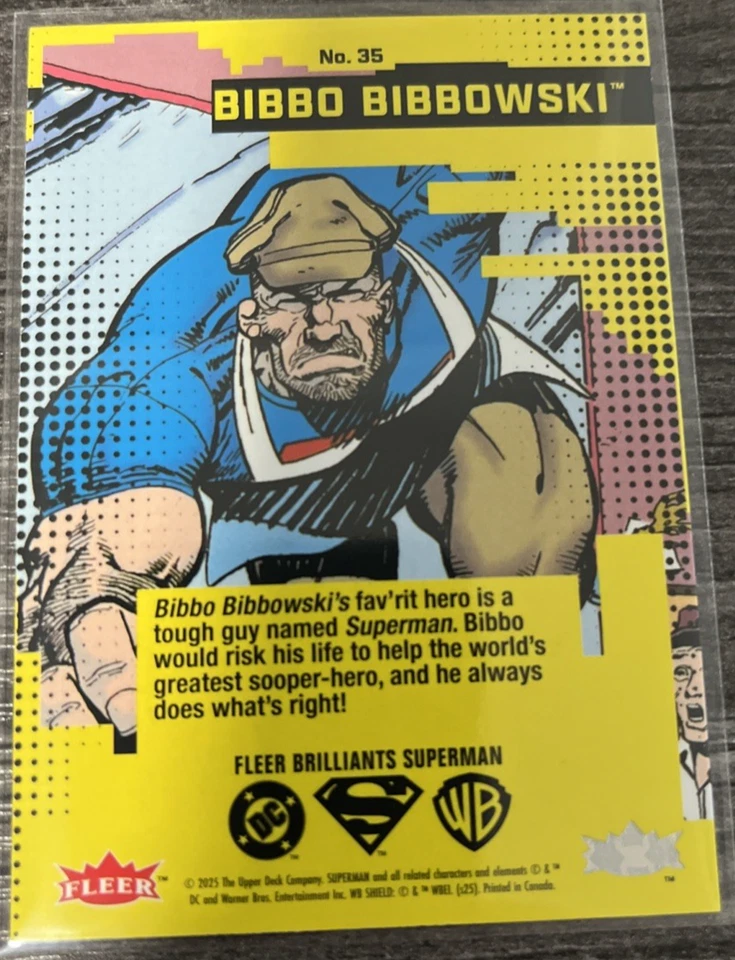 No. 35
BIBBO BIBBOWSKI™
Bibbo Bibbowski's fav'rit hero is a
tough guy named Superman. Bibbo
would risk his life to help the world's
greatest sooper-hero, and he always
does what's right!
FLEER BRILLIANTS SUPERMAN
DC S WB
™ ™
FLEER™
© 2025 The Upper Deck Company. SUPERMAN and all related characters and elements © & ™
DC and Warner Bros. Entertainment Inc. WB SHIELD: © & ™ WBEI. (s25). Printed in Canada.
™